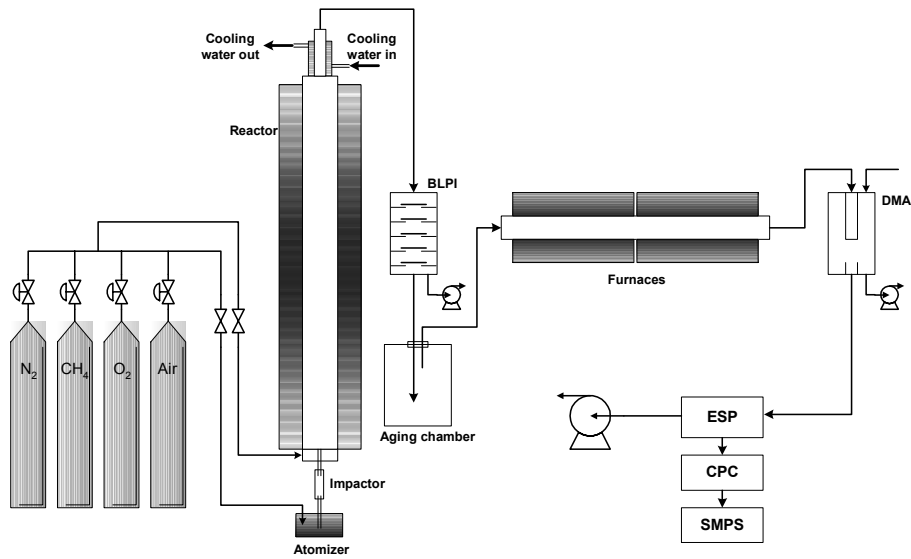 Cooling
water out
Cooling
water in
Reactor
BLPI
DMA
Furnaces
N₂
CH₄
O₂
Air
Aging chamber
ESP
Impactor
CPC
SMPS
Atomizer